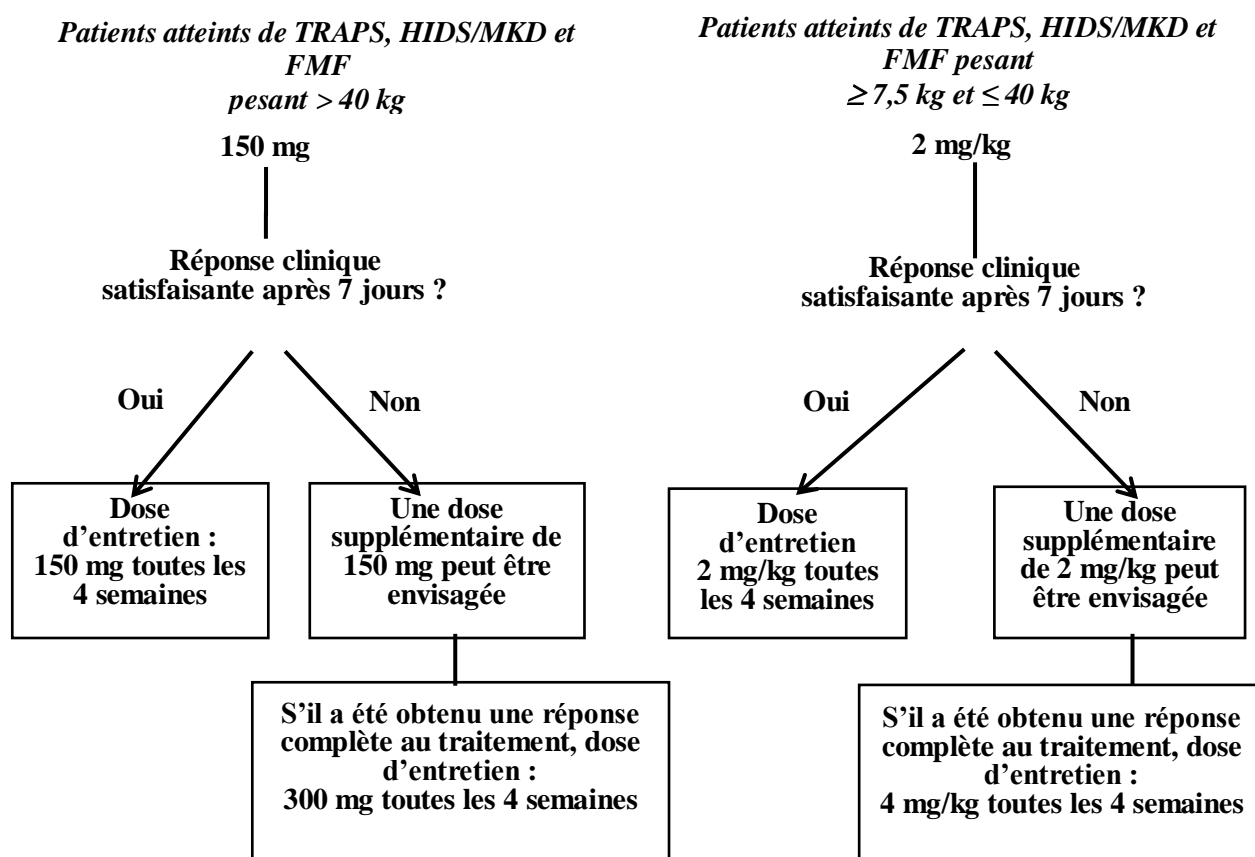 Patients atteints de TRAPS, HIDS/MKD et
FMF
pesant > 40 kg
150 mg
Réponse clinique
satisfaisante après 7 jours ?
Oui
Non
Dose
d’entretien :
150 mg toutes les
4 semaines
Une dose
supplémentaire de
150 mg peut être
envisagée
S’il a été obtenu une réponse
complète au traitement, dose
d’entretien :
300 mg toutes les 4 semaines
Patients atteints de TRAPS, HIDS/MKD et
FMF pesant
≥ 7,5 kg et ≤ 40 kg
2 mg/kg
Réponse clinique
satisfaisante après 7 jours ?
Oui
Non
Dose
d’entretien
2 mg/kg toutes
les 4 semaines
Une dose
supplémentaire
de 2 mg/kg peut
être envisagée
S’il a été obtenu une réponse
complète au traitement, dose
d’entretien :
4 mg/kg toutes les 4 semaines